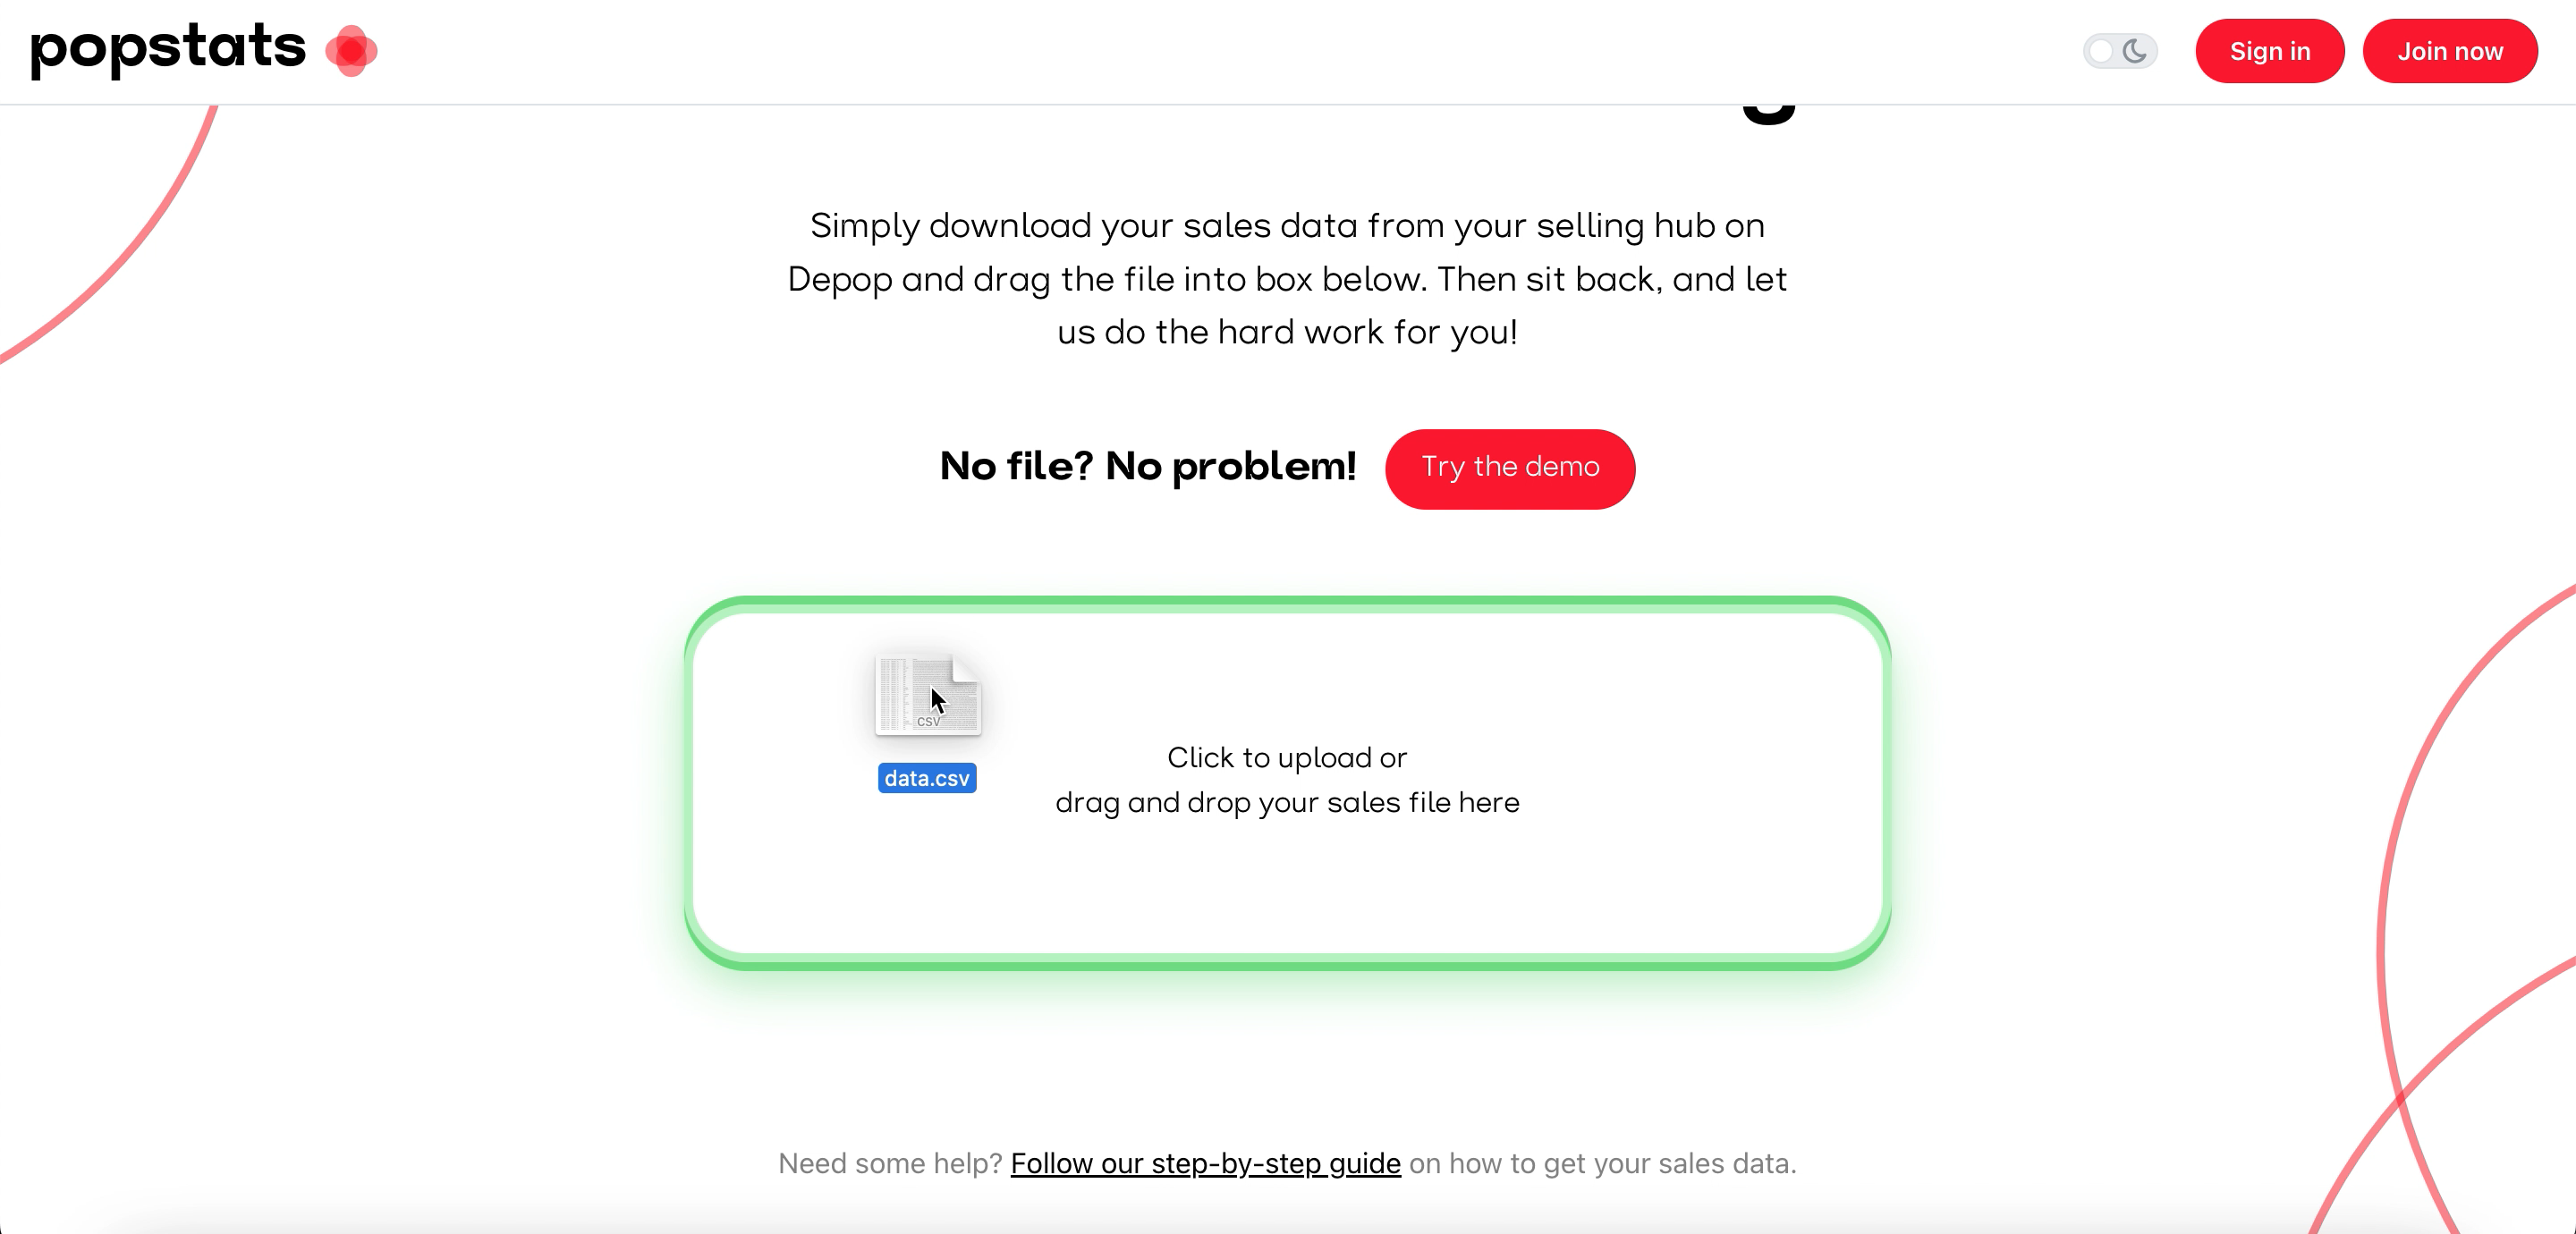 popstats
Sign in
Join now
Simply download your sales data from your selling hub on
Depop and drag the file into box below. Then sit back, and let
us do the hard work for you!
No file? No problem!
Try the demo
CSV
data.csv
Click to upload or
drag and drop your sales file here
Need some help? Follow our step-by-step guide on how to get your sales data.